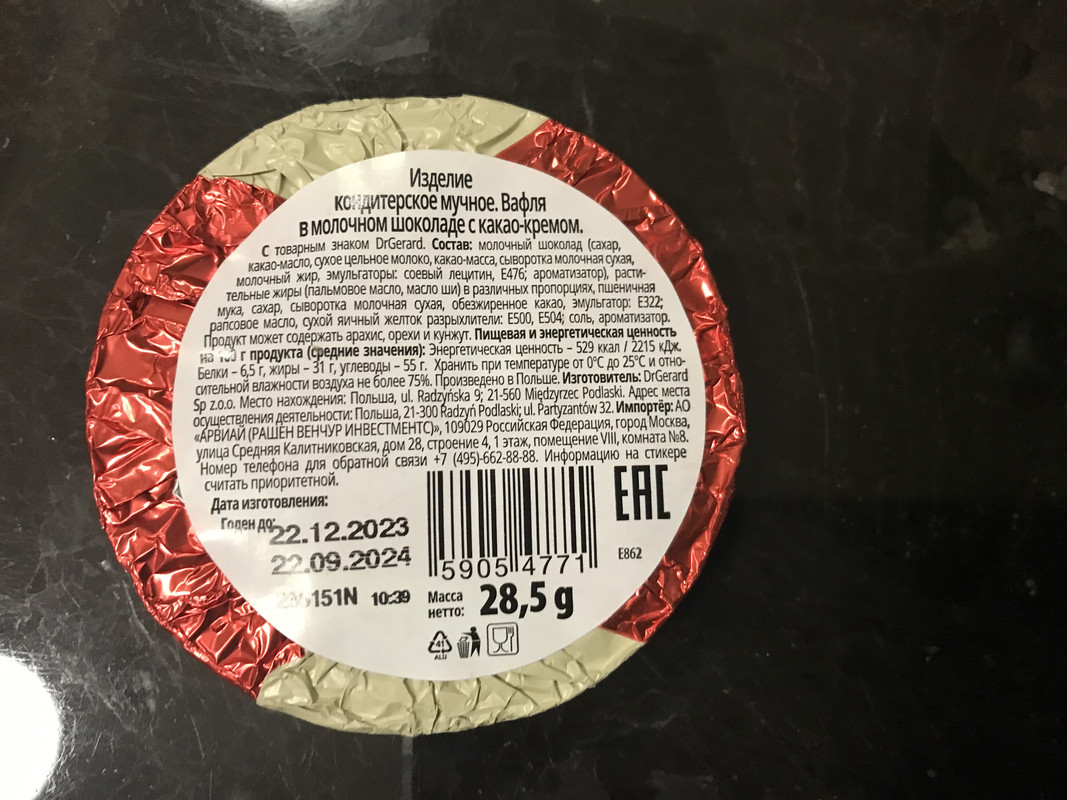 Изделие
кондитерское мучное. Вафля
в молочном шоколаде с какао-кремом.
С товарным знаком DrGerard. Состав: молочный шоколад (сахар,
какао-масло, сухое цельное молоко, какао-масса, сыворотка молочная сухая,
молочный жир, эмульгаторы: соевый лецитин, Е476; ароматизатор), расти-
тельные жиры (пальмовое масло, масло ши) в различных пропорциях, пшеничная
мука, сахар, сыворотка молочная сухая, обезжиренное какао, эмульгатор: Е322;
рапсовое масло, сухой яичный желток разрыхлители: Е500, Е504; соль, ароматизатор.
Продукт может содержать арахис, орехи и кунжут. Пищевая и энергетическая ценность
на 100 г продукта (средние значения): Энергетическая ценность – 529 ккал / 2215 кДж.
Белки – 6,5 г, жиры – 31 г, углеводы – 55 г. Хранить при температуре от 0°С до 25°С и отно-
сительной влажности воздуха не более 75%. Произведено в Польше. Изготовитель: DrGerard
Sp z.o.o. Место нахождения: Польша, ul. Radzyńska 9; 21-560 Międzyrzec Podlaski. Адрес места
осуществления деятельности: Польша, 21-300 Radzyń Podlaski; ul. Partyzantów 32. Импортёр: АО
«АРВИАЙ (РАШЕН ВЕНЧУР ИНВЕСТМЕНТС)», 109029 Российская Федерация, город Москва,
улица Средняя Калитниковская, дом 28, строение 4, 1 этаж, помещение VIII, комната №8.
Номер телефона для обратной связи +7 (495)-662-88-88. Информацию на стикере
считать приоритетной.
Дата изготовления:
Годен до:
22.12.2023
22.09.2024
151N 10:39
5905 4771
EAC
E862
Масса
нетто: 28,5 g
41
ALU